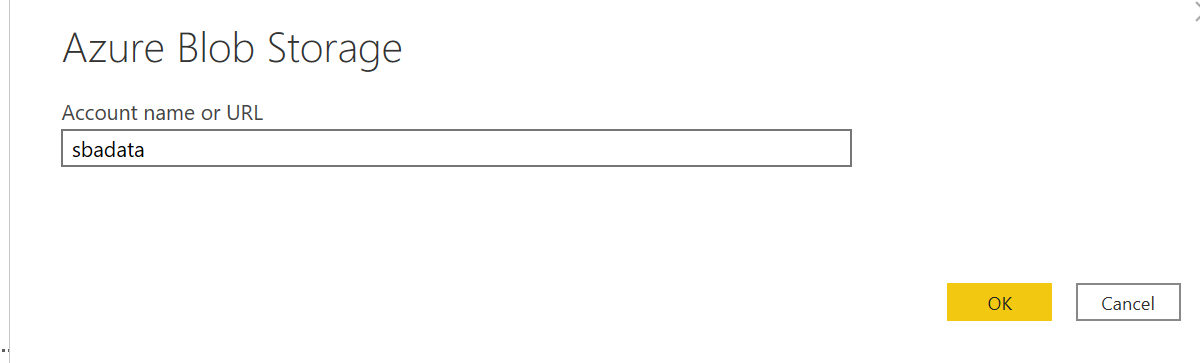 Azure Blob Storage
Account name or URL
sbadata
OK
Cancel